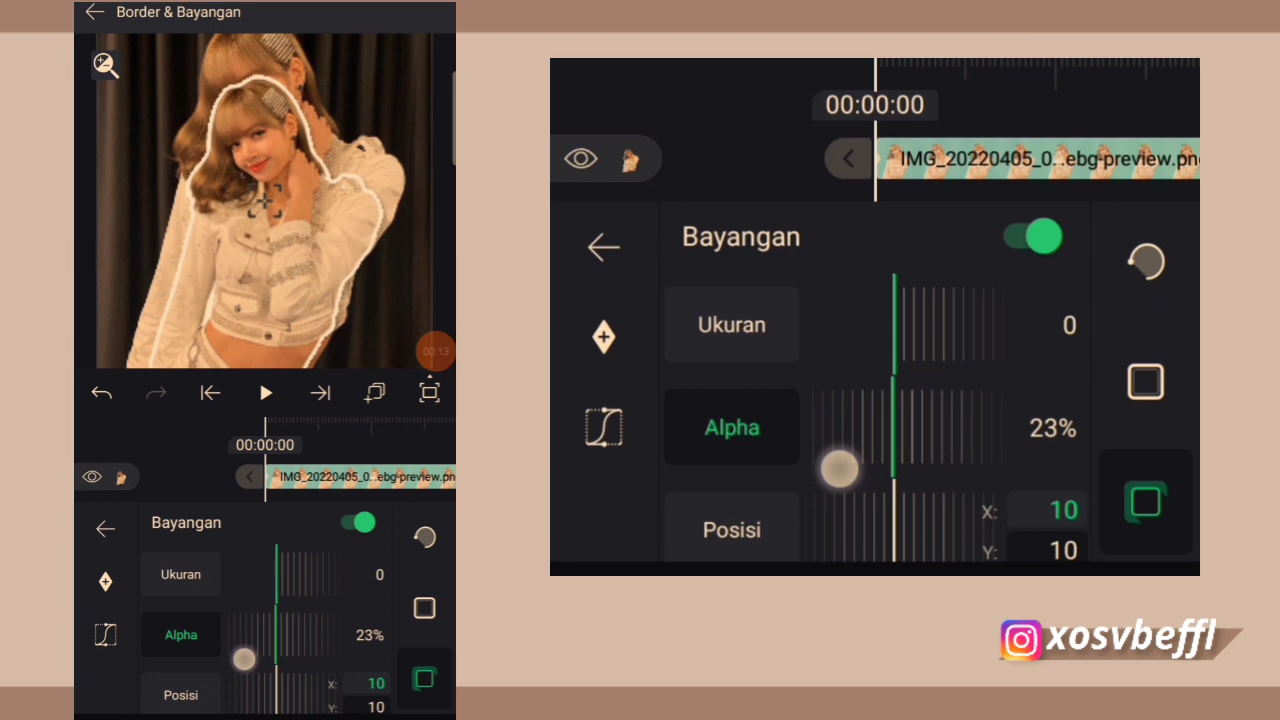 Border & Bayangan
00:13
00:00:00
IMG_20220405_0...ebg-preview.pn
Bayangan
Ukuran
0
Alpha
23%
Posisi
X:
10
Y:
10
00:00:00
IMG_20220405_0...ebg-preview.pn
Bayangan
Ukuran
0
Alpha
23%
Posisi
X:
10
Y:
10
xosvbeffl